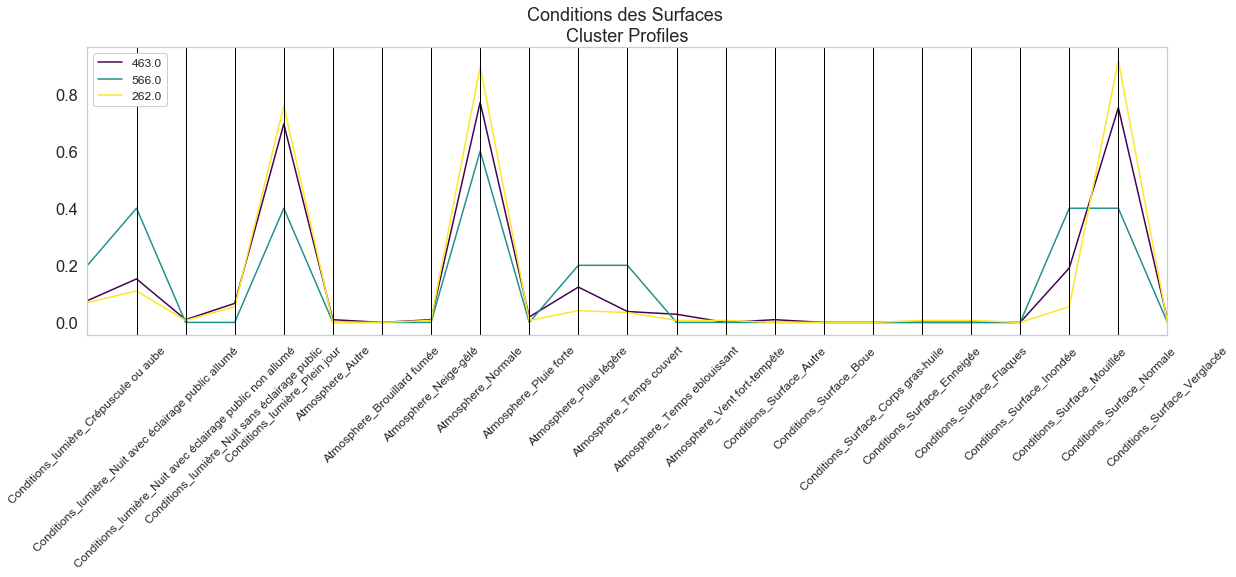 Conditions des Surfaces
Cluster Profiles
463.0
566.0
262.0
0.8
0.6
0.4
0.2
0.0
Conditions_lumière_Crépuscule ou aube
Conditions_lumière_Nuit avec éclairage public allumé
Conditions_lumière_Nuit avec éclairage public non allumé
Conditions_lumière_Nuit sans éclairage public
Conditions_lumière_Plein jour
Atmosphere_Autre
Atmosphere_Brouillard fumée
Atmosphere_Neige-gêlé
Atmosphere_Normale
Atmosphere_Pluie forte
Atmosphere_Pluie légère
Atmosphere_Temps couvert
Atmosphere_Temps eblouissant
Atmosphere_Vent fort-tempête
Conditions_Surface_Autre
Conditions_Surface_Boue
Conditions_Surface_Corps gras-huile
Conditions_Surface_Enneigée
Conditions_Surface_Flaques
Conditions_Surface_Inondée
Conditions_Surface_Mouillée
Conditions_Surface_Normale
Conditions_Surface_Verglacée